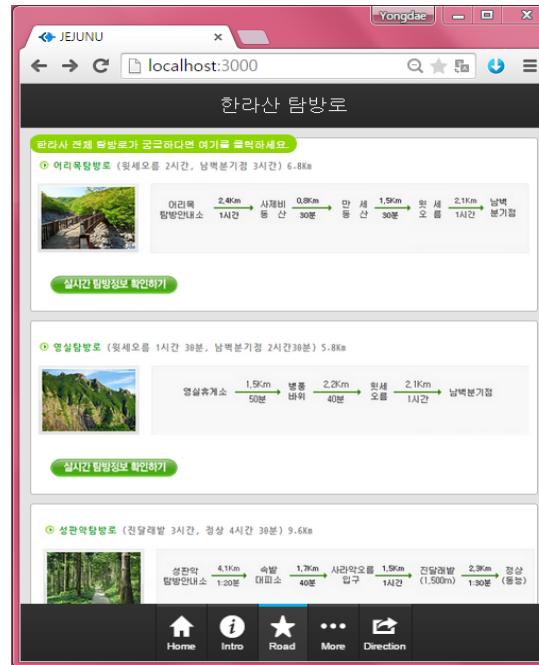 Yongdae
JEJUNU
localhost:3000
한라산 탐방로
한라사 전체 탐방로가 궁금하다면 여기를 클릭하세요.
어리목탐방로 (윗세오름 2시간, 남벽분기점 3시간) 6.8Km
어리목 탐방안내소 2.4Km 1시간 사제비 동산 0.8Km 30분 만세 동산 1.5Km 30분 윗세 오름 2.1Km 1시간 남벽 분기점
실시간 탐방정보 확인하기
영실탐방로 (윗세오름 1시간 30분, 남벽분기점 2시간30분) 5.8Km
영실휴게소 1.5Km 50분 병풍 바위 2.2Km 40분 윗세 오름 2.1Km 1시간 남벽분기점
실시간 탐방정보 확인하기
성판악탐방로 (진달래밭 3시간, 정상 4시간 30분) 9.6Km
성판악 탐방안내소 4.1Km 1:20분 속밭 대피소 1.7Km 40분 사라악오름 입구 1.5Km 1시간 진달래밭 (1,500m) 2.3Km 1:30분 정상 (동능)
Home Intro Road More Direction